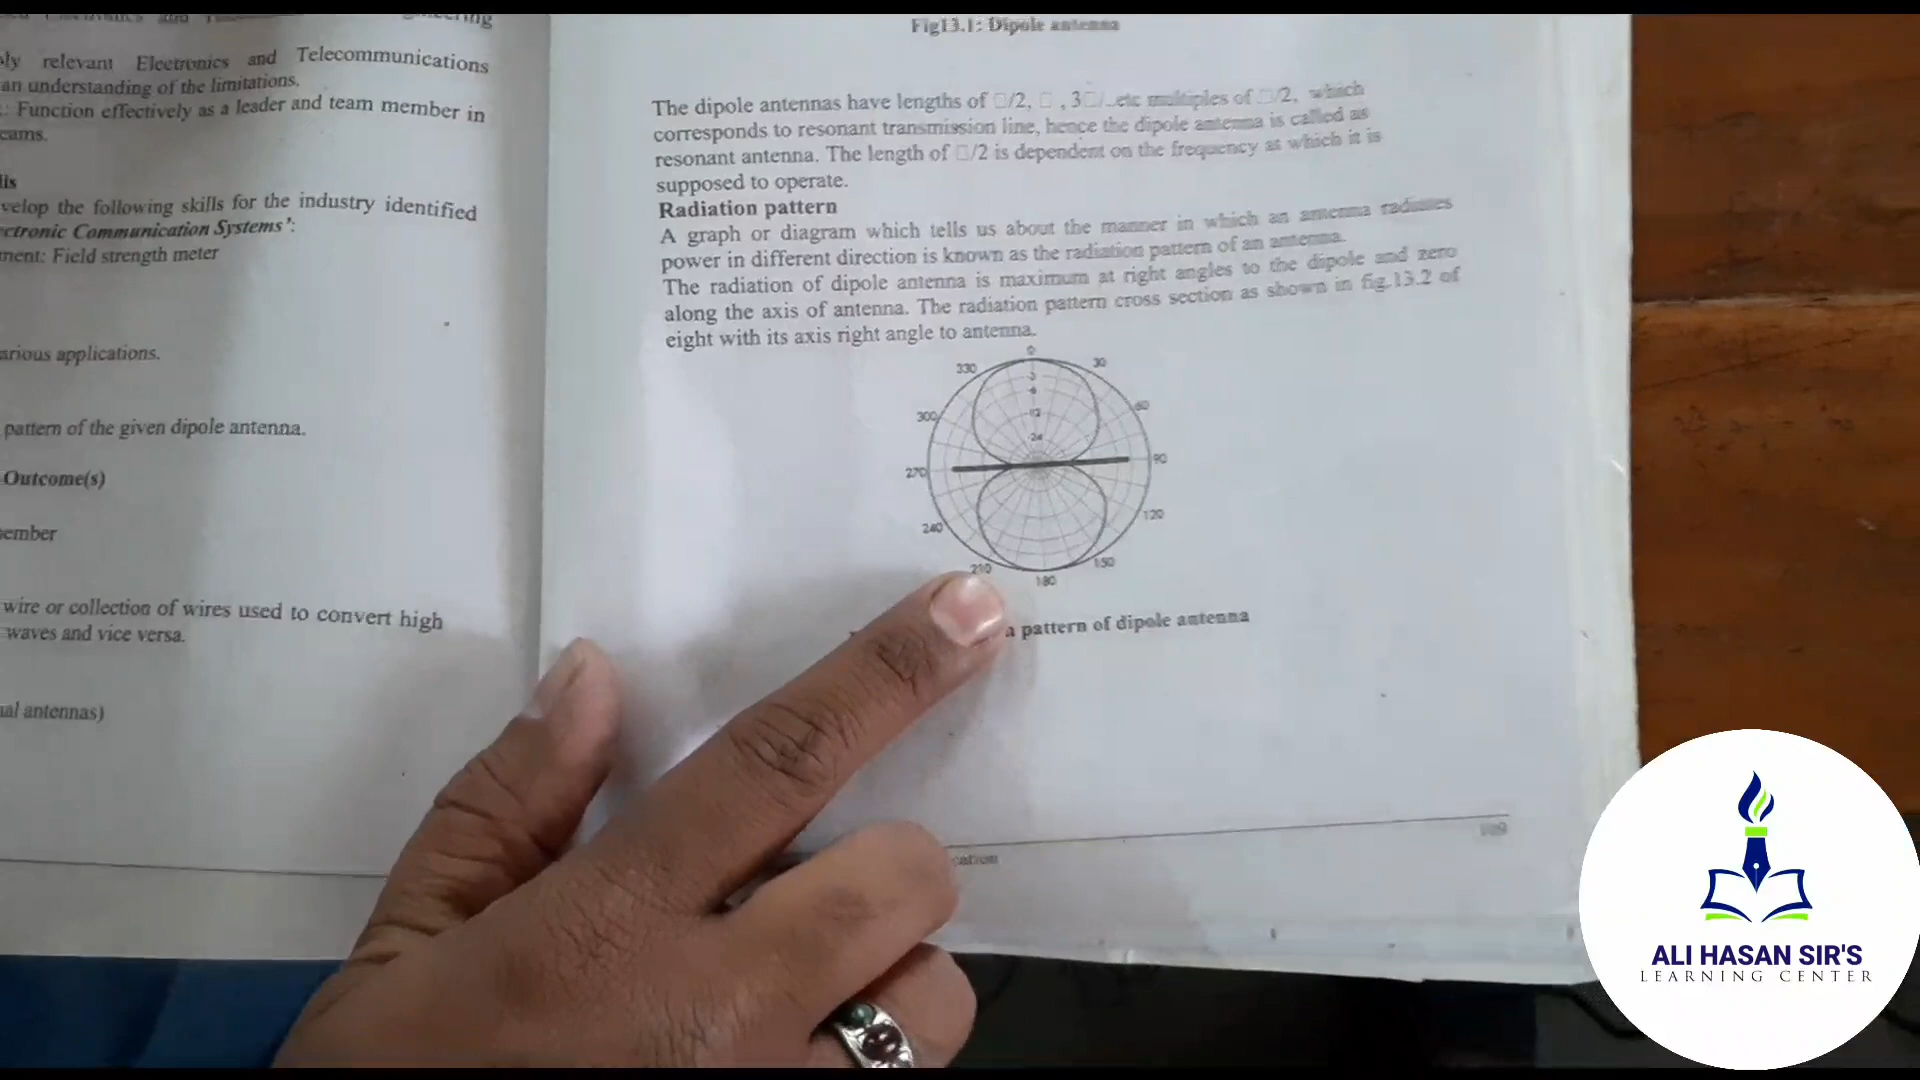 ly relevant Electronics and Telecommunications
an understanding of the limitations.
: Function effectively as a leader and team member in
eams.
lls
velop the following skills for the industry identified
ectronic Communication Systems':
ment: Field strength meter
arious applications.
pattern of the given dipole antenna.
Outcome(s)
ember
wire or collection of wires used to convert high
waves and vice versa.
nal antennas)
Fig13.1: Dipole antenna
The dipole antennas have lengths of □/2, □ , 3□/..etc multiples of □/2, which
corresponds to resonant transmission line, hence the dipole antenna is called as
resonant antenna. The length of □/2 is dependent on the frequency at which it is
supposed to operate.
Radiation pattern
A graph or diagram which tells us about the manner in which an antenna radiates
power in different direction is known as the radiation pattern of an antenna.
The radiation of dipole antenna is maximum at right angles to the dipole and zero
along the axis of antenna. The radiation pattern cross section as shown in fig.13.2 of
eight with its axis right angle to antenna.
0
330
30
300
60
270
90
240
120
210
150
180
pattern of dipole antenna
ALI HASAN SIR'S
LEARNING CENTER